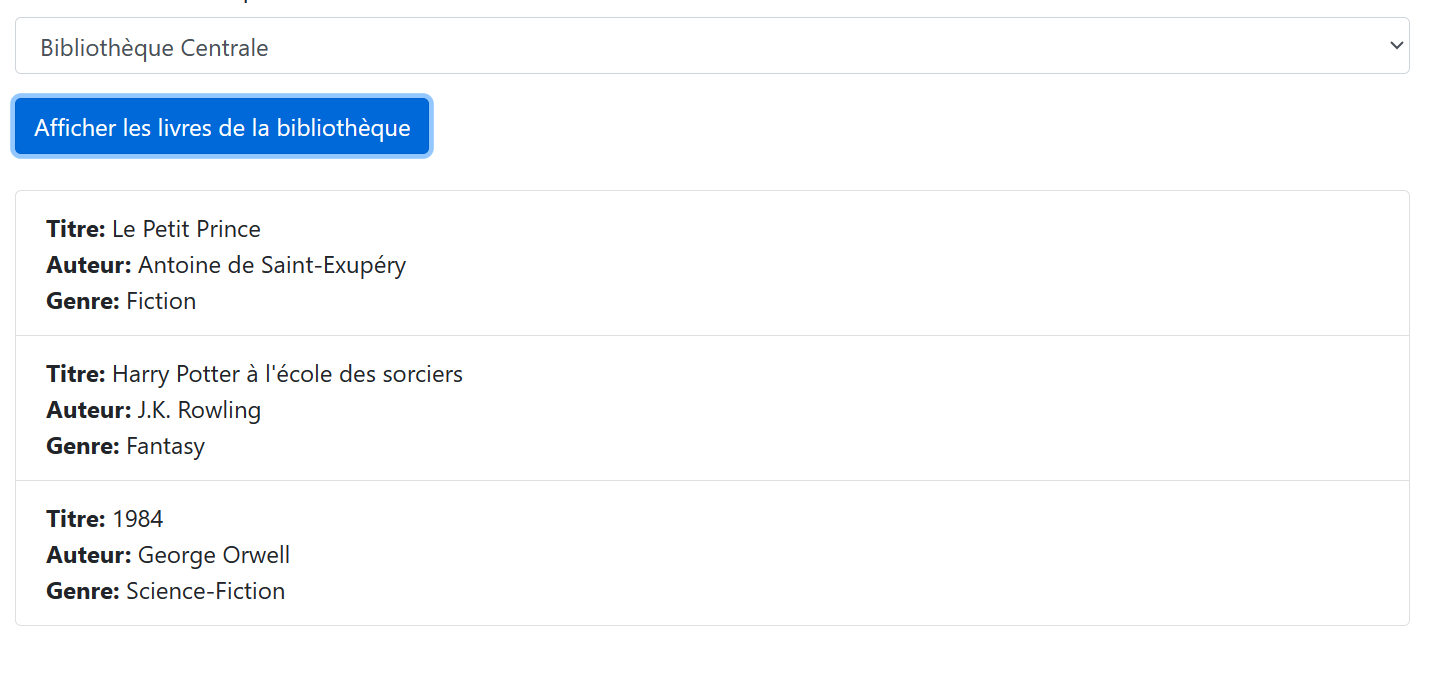 Bibliothèque Centrale
Afficher les livres de la bibliothèque
Titre: Le Petit Prince
Auteur: Antoine de Saint-Exupéry
Genre: Fiction
Titre: Harry Potter à l'école des sorciers
Auteur: J.K. Rowling
Genre: Fantasy
Titre: 1984
Auteur: George Orwell
Genre: Science-Fiction